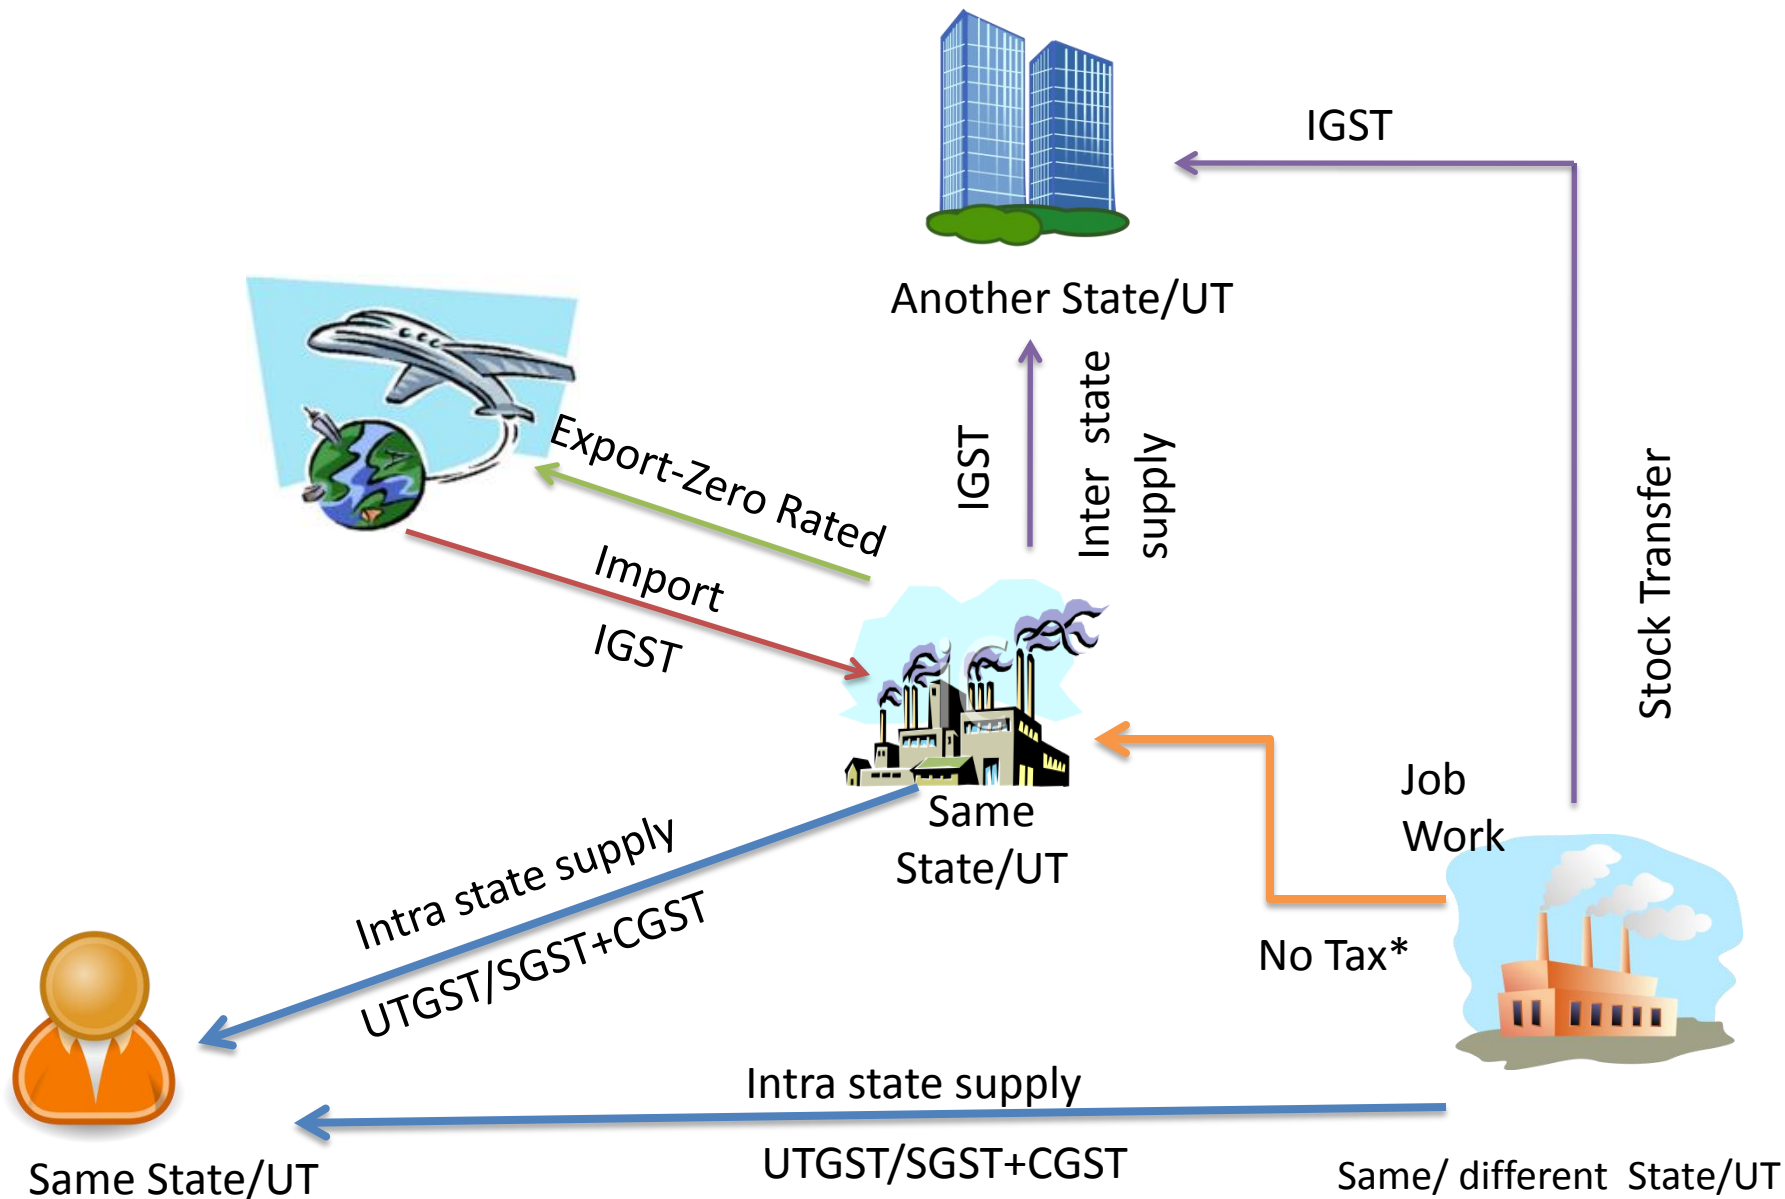 IGST
Another State/UT
Export-Zero Rated
Import
IGST
IGST
Inter state
supply
Stock Transfer
Same
State/UT
Job
Work
No Tax*
Intra state supply
UTGST/SGST+CGST
Intra state supply
UTGST/SGST+CGST
Same State/UT
Same/ different State/UT